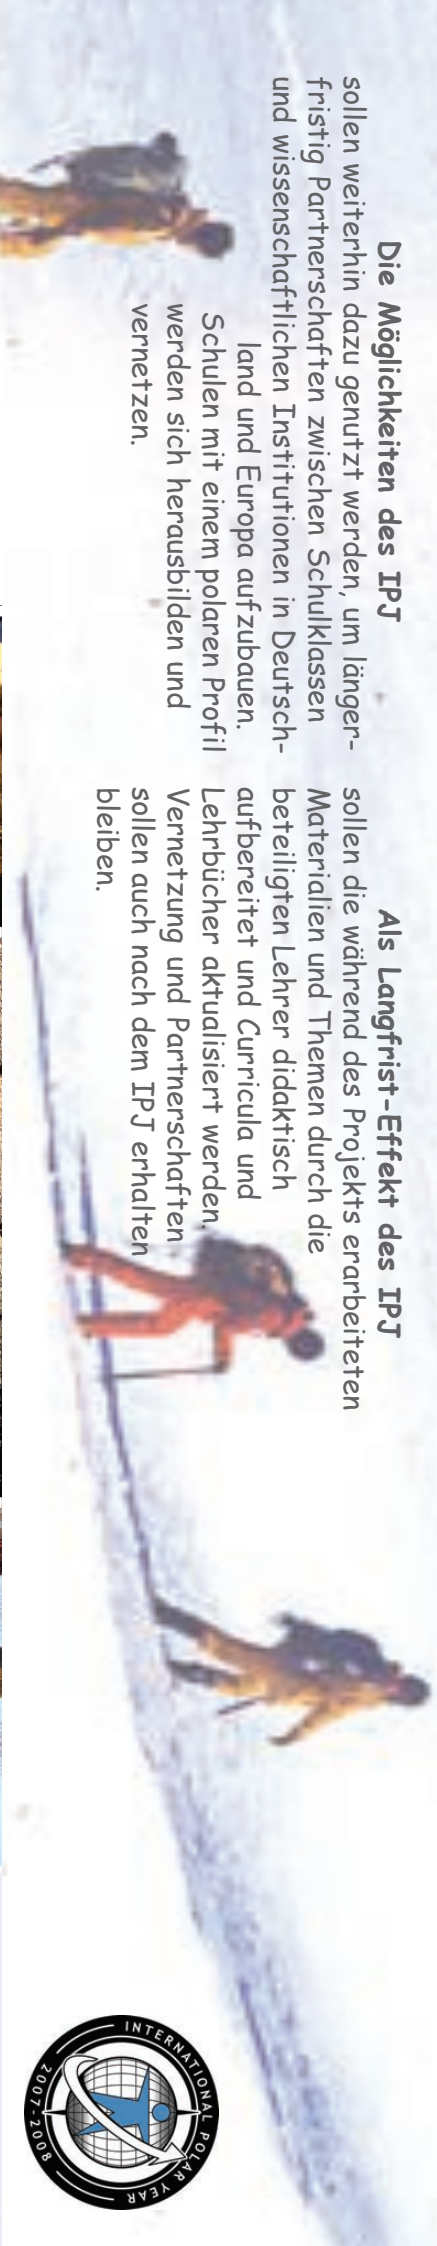 Die Möglichkeiten des IPJ
sollen weiterhin dazu genutzt werden, um länger-
fristig Partnerschaften zwischen Schulklassen
und wissenschaftlichen Institutionen in Deutsch-
land und Europa aufzubauen.
Schulen mit einem polaren Profil
werden sich herausbilden und
vernetzen.
Als Langfrist-Effekt des IPJ
sollen die während des Projekts erarbeiteten
Materialien und Themen durch die
beteiligten Lehrer didaktisch
aufbereitet und Curricula und
Lehrbücher aktualisiert werden.
Vernetzung und Partnerschaften
sollen auch nach dem IPJ erhalten
bleiben.
INTERNATIONAL POLAR YEAR
2007-2008